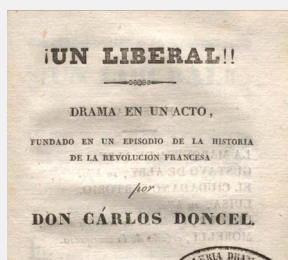 ¡UN LIBERAL!!
DRAMA EN UN ACTO,
FUNDADO EN UN EPISODIO DE LA HISTORIA
DE LA REVOLUCION FRANCESA
por
DON CÁRLOS DONCEL.